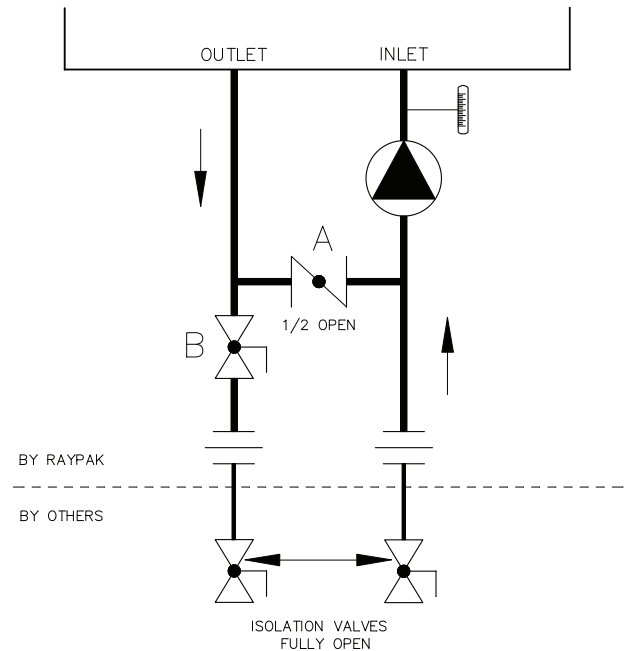 OUTLET INLET
A
1/2 OPEN
B
BY RAYPAK
BY OTHERS
ISOLATION VALVES
FULLY OPEN